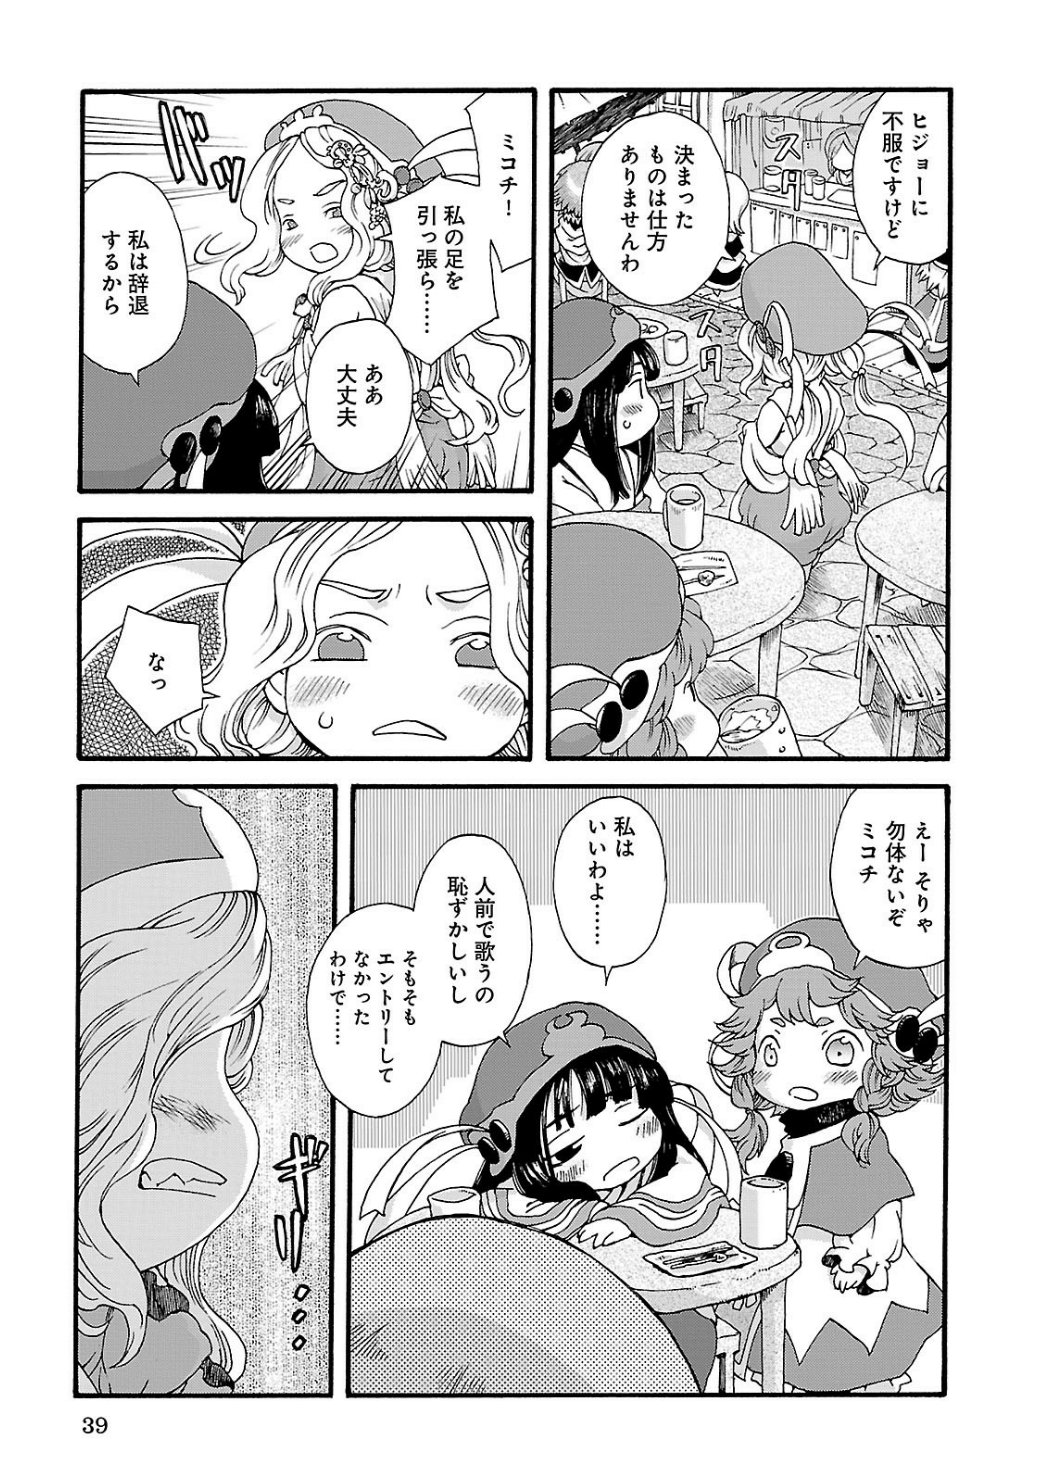 ヒジョーに
不服ですけど
決まった
ものは仕方
ありませんわ
スタ
スタ
ミコチ！
私の足を
引っ張ら……
バッ
ああ
大丈夫
私は辞退
するから
なっ
えーそりゃ
勿体ないぞ
ミコチ
私は
いいわよ……
人前で歌うの
恥ずかしいし
そもそも
エントリーして
なかった
わけで……
ギリ…
39